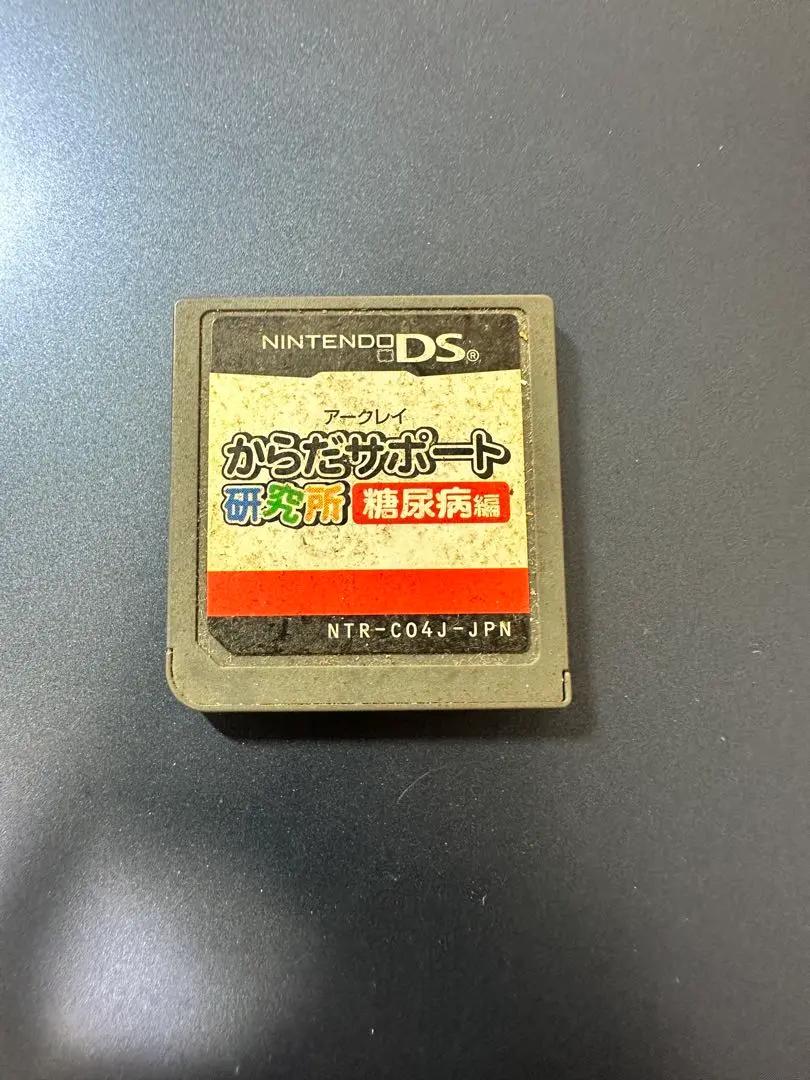 NINTENDO DS®
アークレイ
からだサポート
研究所 糖尿病編
NTR-C04J-JPN